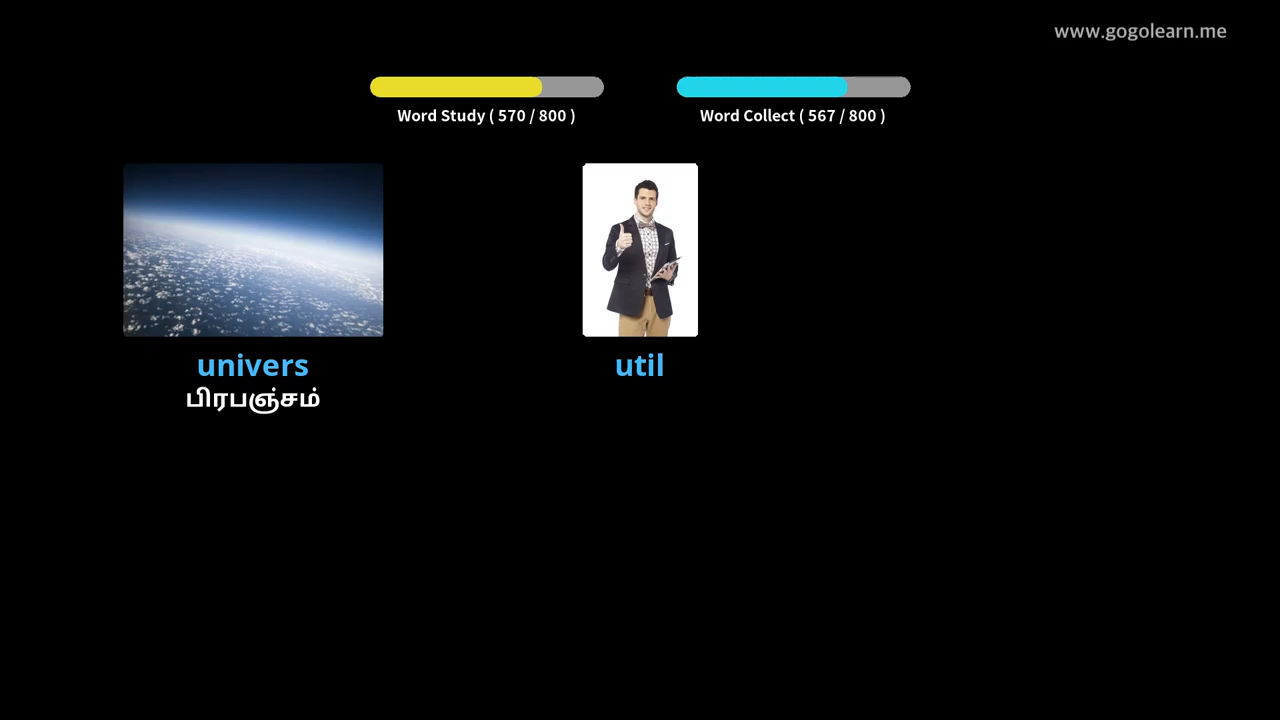 www.gogolearn.me
Word Study ( 570 / 800 )
Word Collect ( 567 / 800 )
univers
util
பிரபஞ்சம்